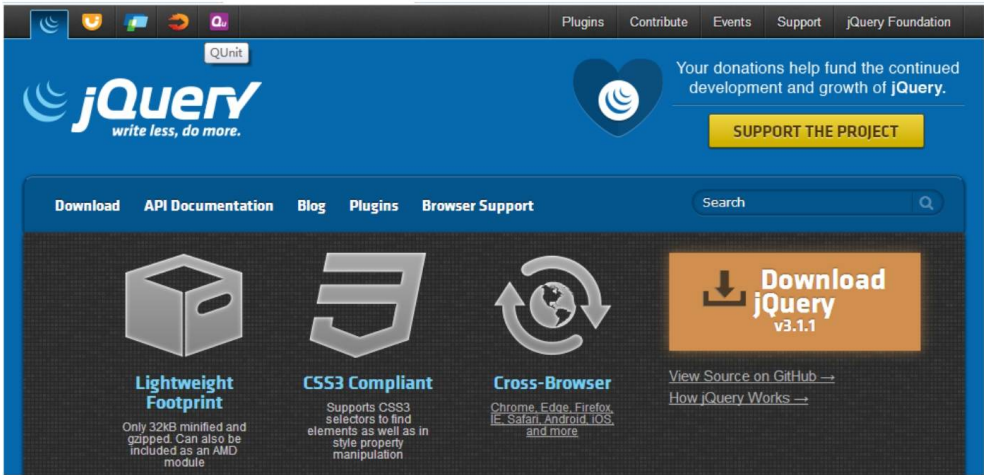 Plugins Contribute Events Support jQuery Foundation
Qu
QUnit
jQuery
write less, do more.
Your donations help fund the continued
development and growth of jQuery.
SUPPORT THE PROJECT
Download API Documentation Blog Plugins Browser Support
Search
Lightweight
Footprint
Only 32kB minified and
gzipped. Can also be
included as an AMD
module
CSS3 Compliant
Supports CSS3
selectors to find
elements as well as in
style property
manipulation
Cross-Browser
Chrome, Edge, Firefox,
IE, Safari, Android, iOS,
and more
Download
jQuery
v3.1.1
View Source on GitHub →
How jQuery Works →